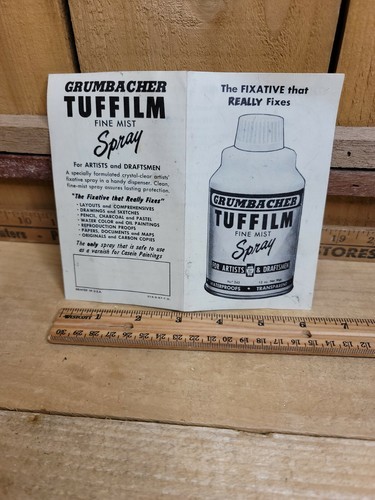 GRUMBACHER
TUFFILM
FINE MIST
Spray
For ARTISTS and DRAFTSMEN
A specially formulated crystal-clear artists'
fixative spray in a handy dispenser. Clean,
fine-mist spray assures lasting protection.
"The Fixative that Really Fixes"
• LAYOUTS and COMPREHENSIVES
• DRAWINGS and SKETCHES
• PENCIL, CHARCOAL and PASTEL
• WATER COLOR and OIL PAINTINGS
• REPRODUCTION PROOFS
• PAPERS, DOCUMENTS and MAPS
• ORIGINALS and CARBON COPIES
The only spray that is safe to use
as a varnish for Casein Paintings
The FIXATIVE that
REALLY Fixes
GRUMBACHER
TUFFILM
FINE MIST
Spray
FOR ARTISTS & DRAFTSMEN
WATERPROOFS • TRANSPARENT